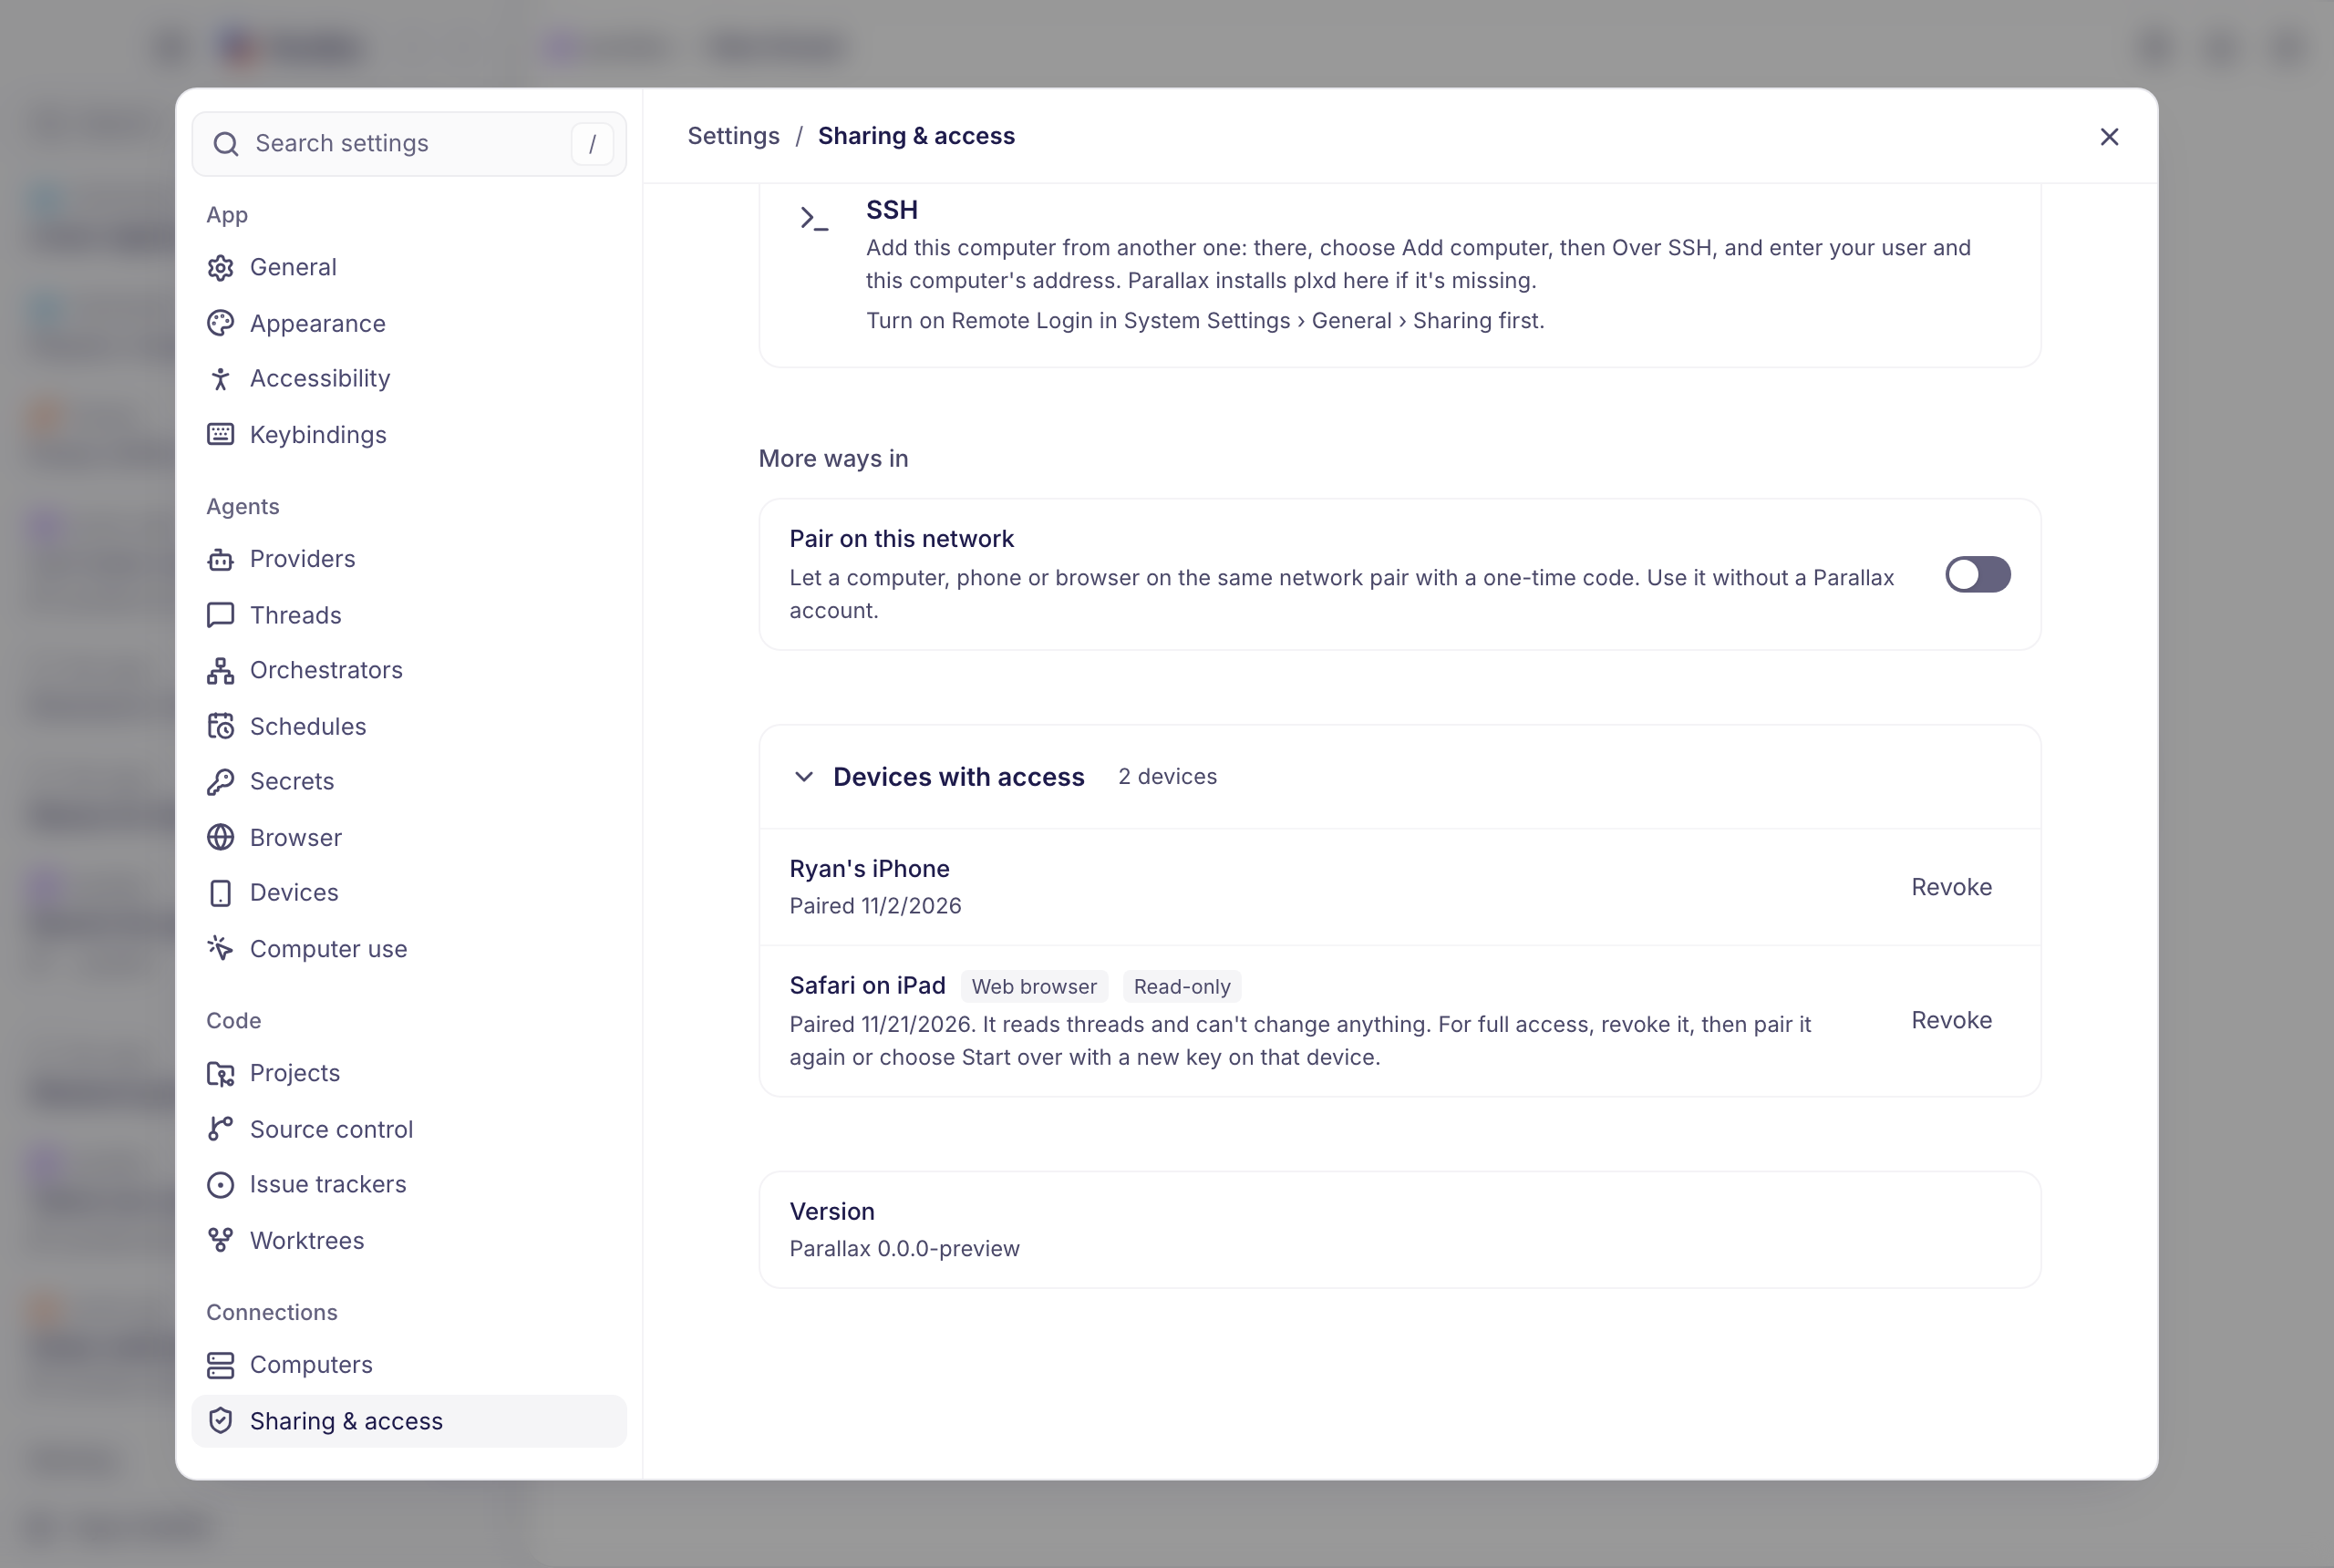 Search settings
/
App
General
Appearance
Accessibility
Keybindings
Agents
Providers
Threads
Orchestrators
Schedules
Secrets
Browser
Devices
Computer use
Code
Projects
Source control
Issue trackers
Worktrees
Connections
Computers
Sharing & access
Settings / Sharing & access
SSH
Add this computer from another one: there, choose Add computer, then Over SSH, and enter your user and
this computer's address. Parallax installs plxd here if it's missing.
Turn on Remote Login in System Settings › General › Sharing first.
More ways in
Pair on this network
Let a computer, phone or browser on the same network pair with a one-time code. Use it without a Parallax
account.
Devices with access 2 devices
Ryan's iPhone
Paired 11/2/2026
Revoke
Safari on iPad Web browser Read-only
Paired 11/21/2026. It reads threads and can't change anything. For full access, revoke it, then pair it
again or choose Start over with a new key on that device.
Revoke
Version
Parallax 0.0.0-preview